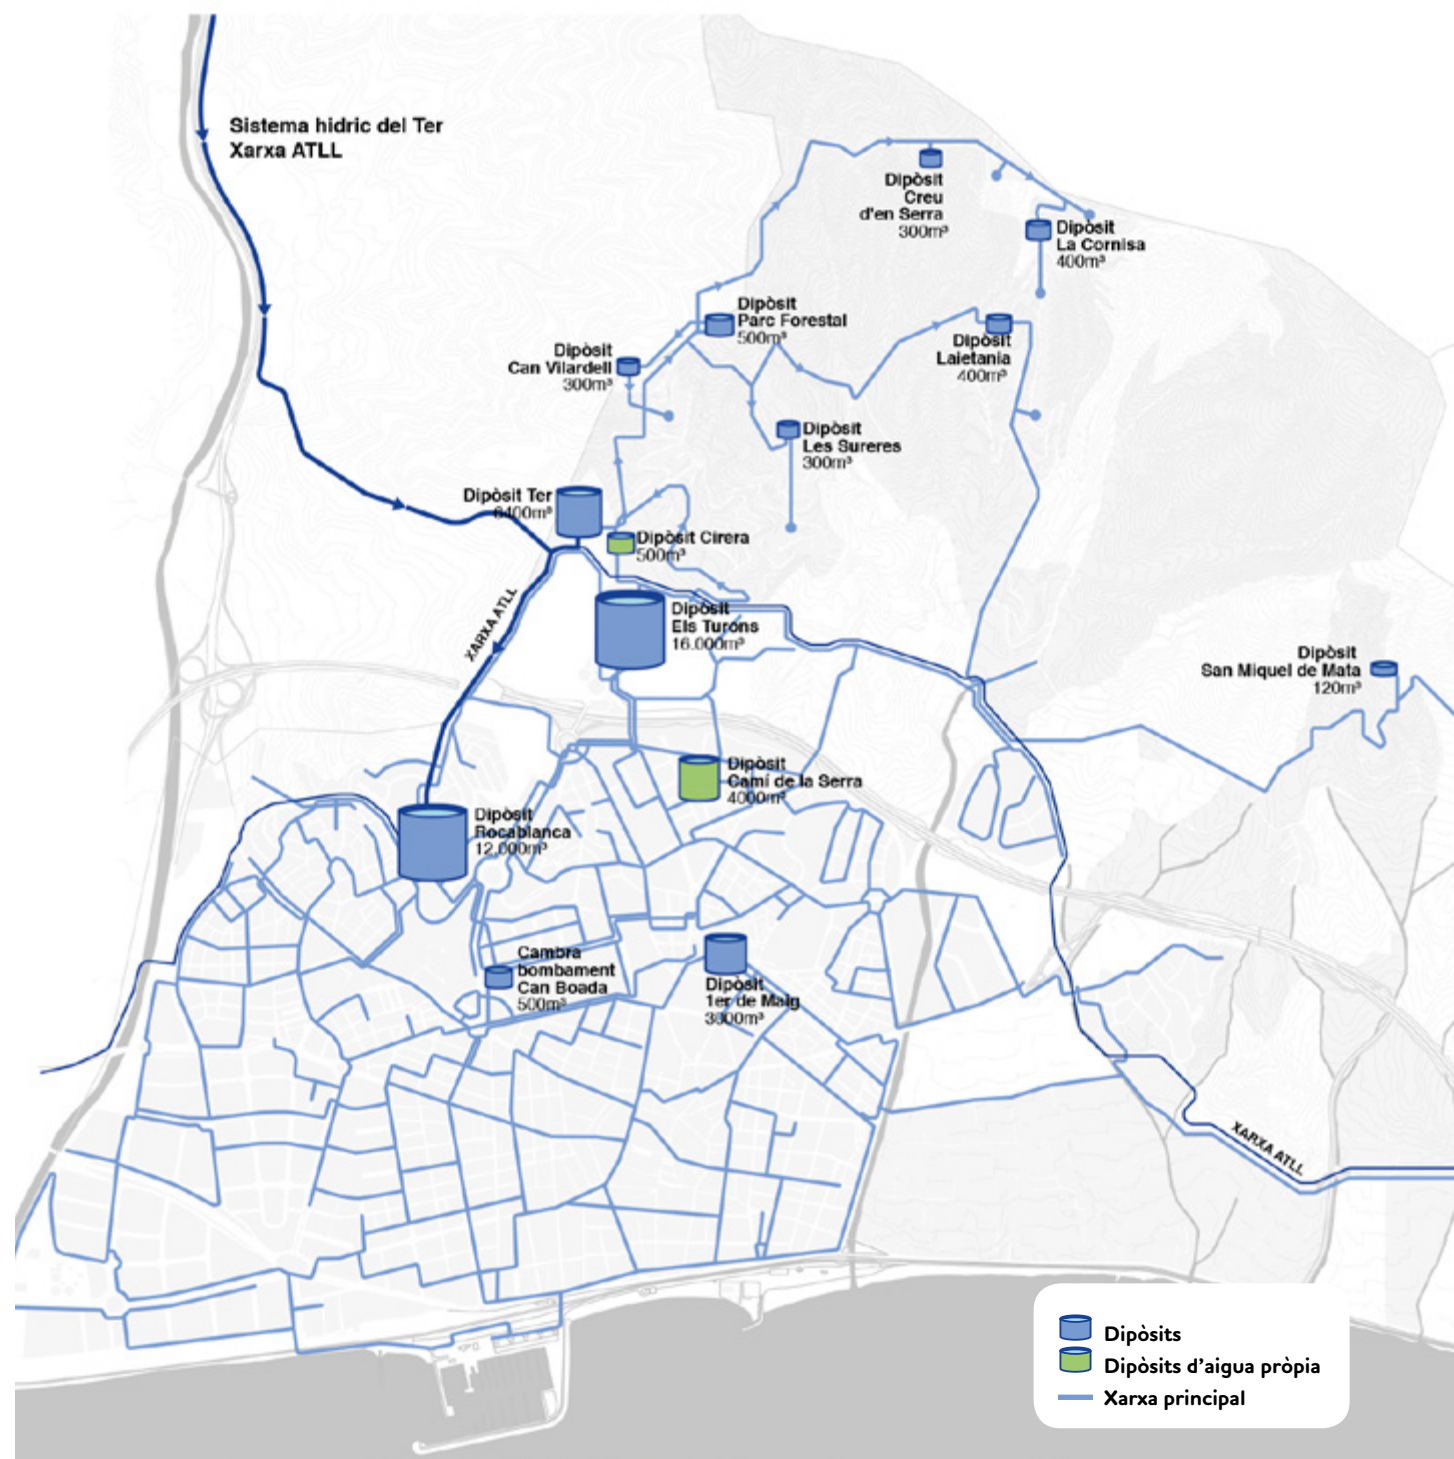 Sistema hidric del Ter
Xarxa ATLL
Dipòsit
Creu
d'en Serra
300m³
Dipòsit
La Cornisa
400m³
Dipòsit
Parc Forestal
500m³
Dipòsit
Can Vilardell
300m³
Dipòsit
Laietania
400m³
Dipòsit
Les Sureres
300m³
Dipòsit Ter
6400m³
Dipòsit Cirera
500m³
XARXA ATLL
Dipòsit
Els Turons
16.000m³
Dipòsit
San Miquel de Mata
120m³
Dipòsit
Camí de la Serra
4000m³
Dipòsit
Rocablanca
12.000m³
Cambra
bombament
Can Boada
500m³
Dipòsit
1er de Maig
3000m³
XARXA ATLL
Dipòsits
Dipòsits d'aigua pròpia
Xarxa principal